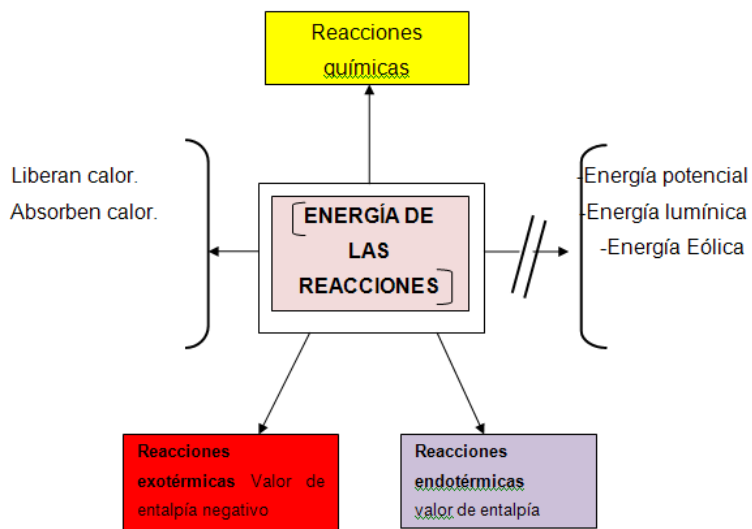 Reacciones
químicas
Liberan calor.
Absorben calor.
ENERGÍA DE
LAS
REACCIONES
-Energía potencial
-Energía lumínica
-Energía Eólica
Reacciones
exotérmicas Valor de
entalpía negativo
Reacciones
endotérmicas
valor de entalpía